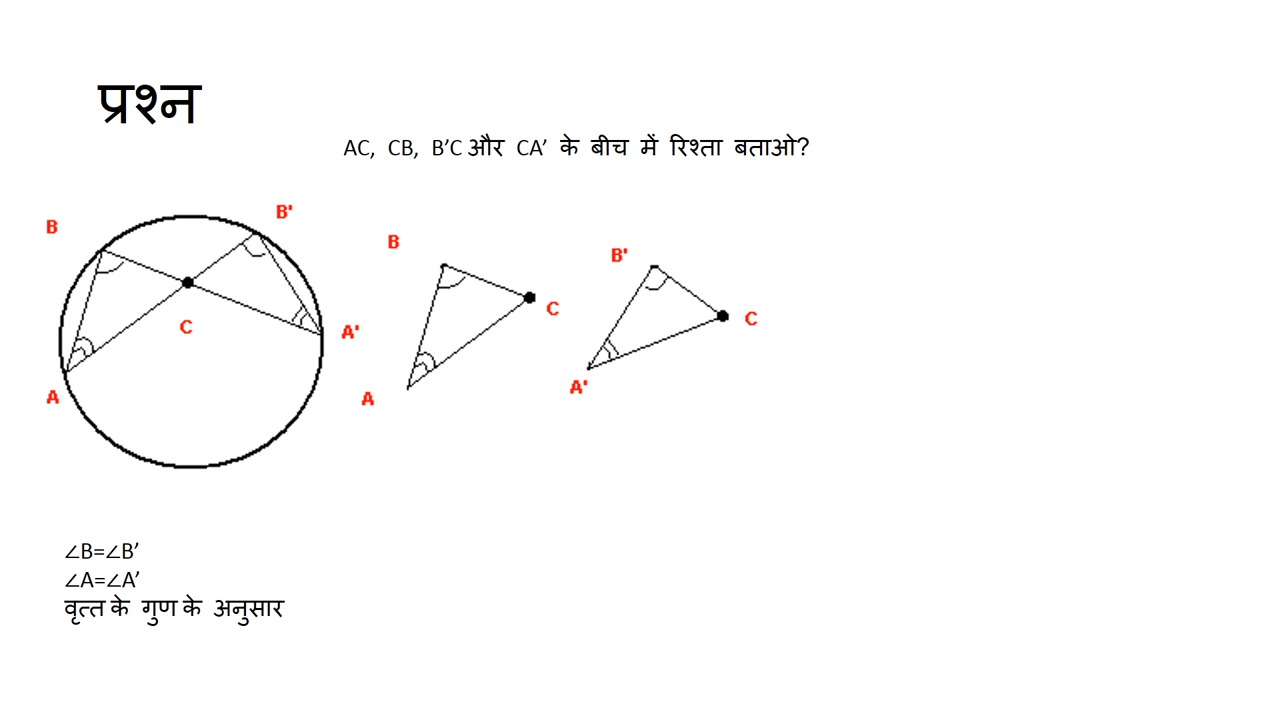 प्रश्न
AC, CB, B’C और CA’ के बीच में रिश्ता बताओ?
B B'
C
A'
A
B
C
A
B'
C
A'
∠B=∠B’
∠A=∠A’
वृत्त के गुण के अनुसार